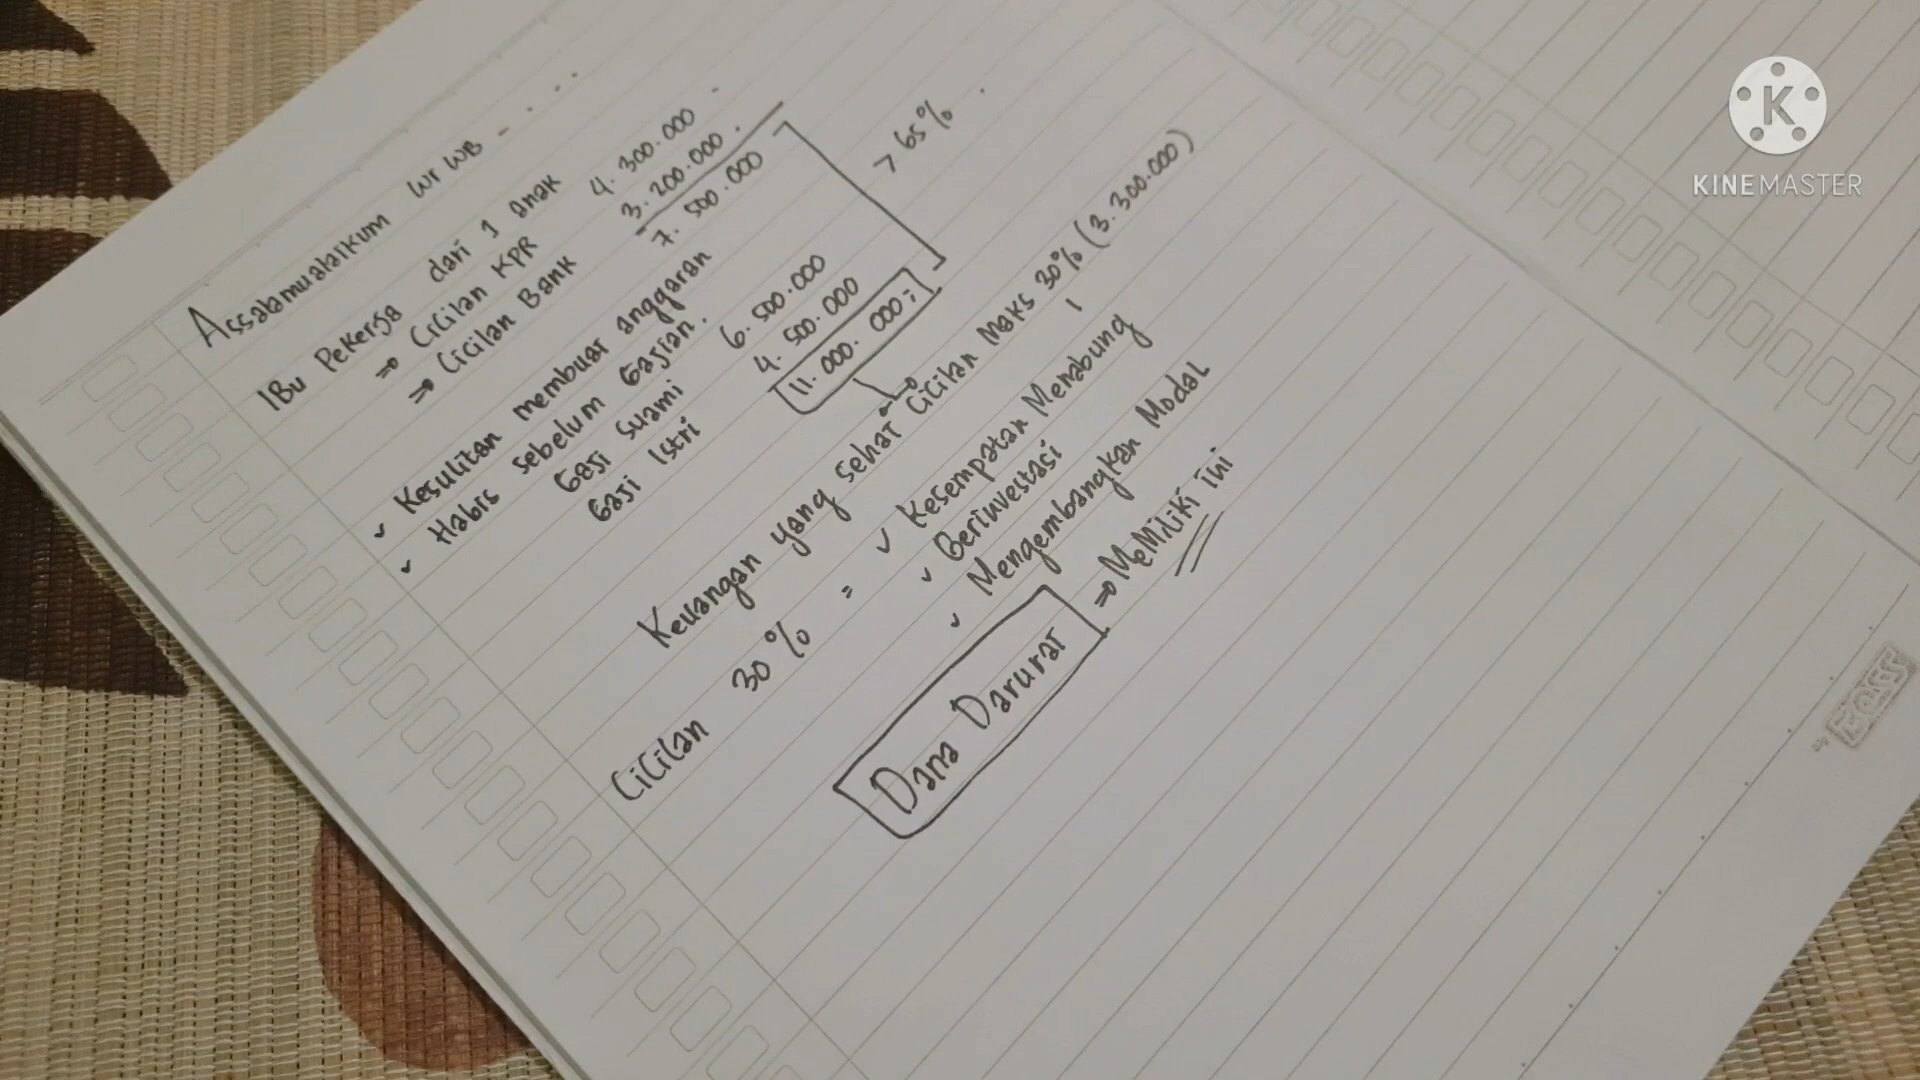 Assalamualaikum wr wB - - . . .
IBu Pekerja dari 1 anak
⇒ Cicilan KPR 4.300.000
⇒ Cicilan Bank 3.200.000
7.500.000
> 65%
✓ Kesulitan membuat anggaran
✓ Habis sebelum Gajian.
Gaji Suami 6.500.000
Gaji Istri 4.500.000
11.000.000
Keuangan yang sehat Cicilan Maks 30% (3.300.000)
Cicilan 30% = ✓ Kesempatan Menabung
✓ Berinvestasi
✓ Mengembangkan Modal
Dana Darurat ⇒ Memiliki ini
K
KINEMASTER